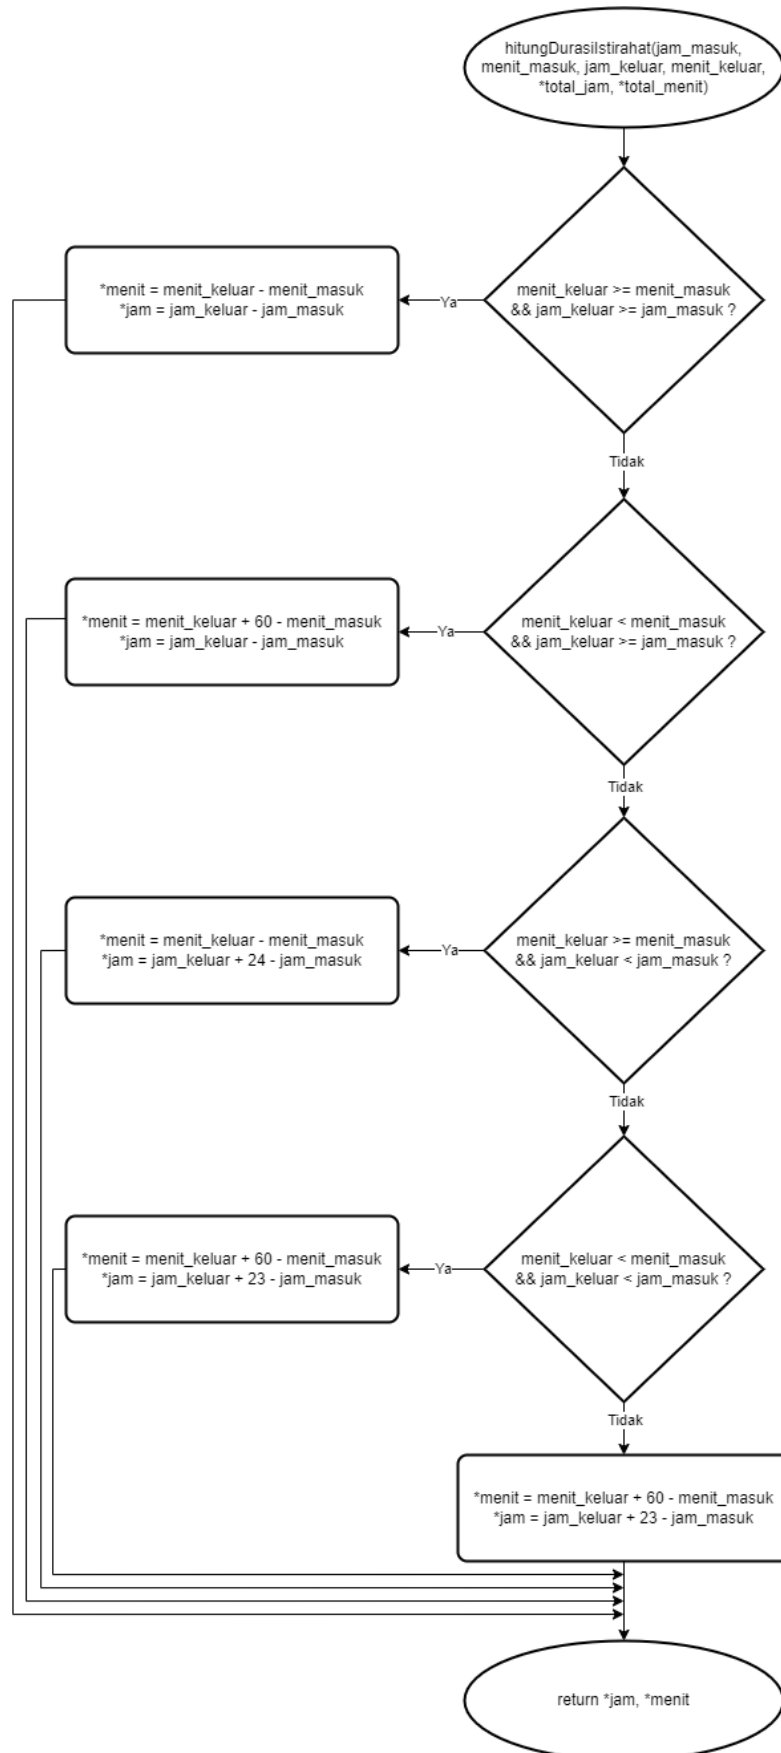 hitungDurasiIstirahat(jam_masuk,
menit_masuk, jam_keluar, menit_keluar,
*total_jam, *total_menit)
*menit = menit_keluar - menit_masuk
*jam = jam_keluar - jam_masuk
Ya
menit_keluar >= menit_masuk
&& jam_keluar >= jam_masuk ?
Tidak
*menit = menit_keluar + 60 - menit_masuk
*jam = jam_keluar - jam_masuk
Ya
menit_keluar < menit_masuk
&& jam_keluar >= jam_masuk ?
Tidak
*menit = menit_keluar - menit_masuk
*jam = jam_keluar + 24 - jam_masuk
Ya
menit_keluar >= menit_masuk
&& jam_keluar < jam_masuk ?
Tidak
*menit = menit_keluar + 60 - menit_masuk
*jam = jam_keluar + 23 - jam_masuk
Ya
menit_keluar < menit_masuk
&& jam_keluar < jam_masuk ?
Tidak
*menit = menit_keluar + 60 - menit_masuk
*jam = jam_keluar + 23 - jam_masuk
return *jam, *menit